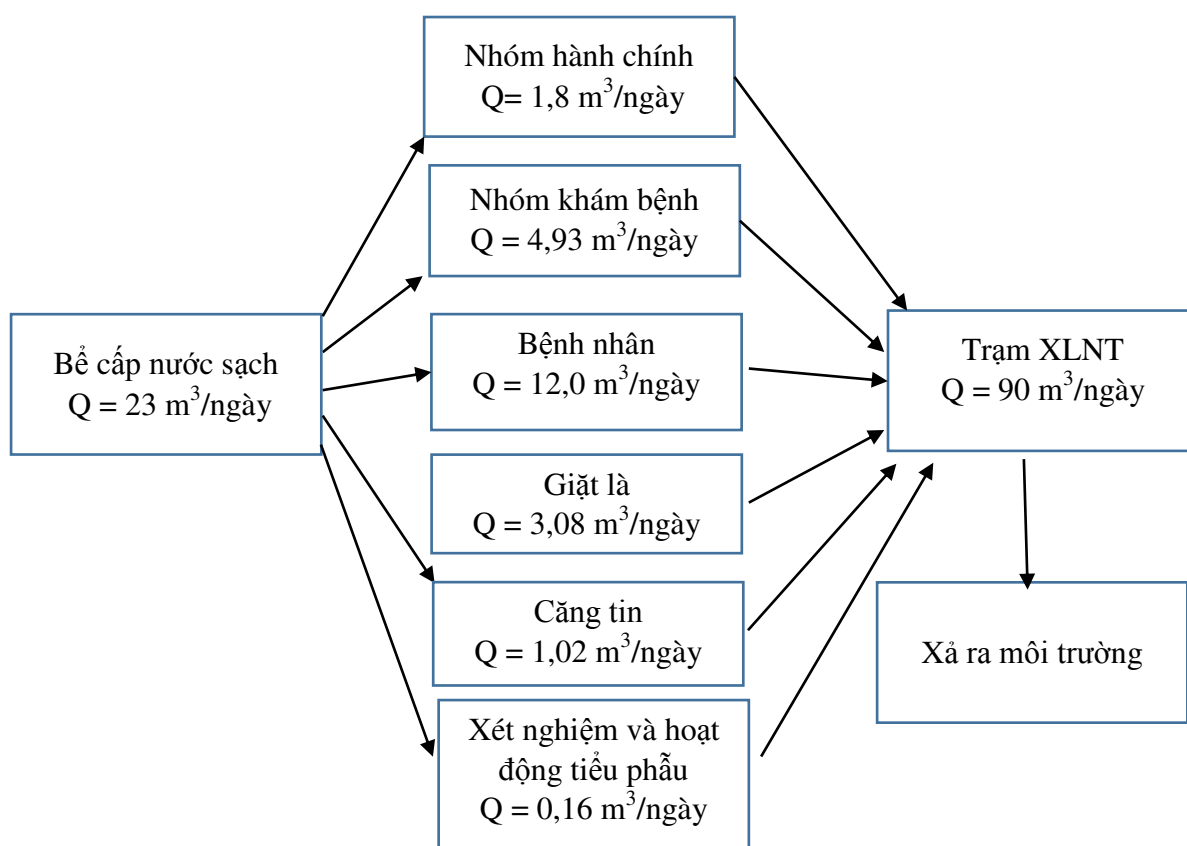 Nhóm hành chính
Q= 1,8 m³/ngày
Nhóm khám bệnh
Q = 4,93 m³/ngày
Bể cấp nước sạch
Q = 23 m³/ngày
Bệnh nhân
Q = 12,0 m³/ngày
Trạm XLNT
Q = 90 m³/ngày
Giặt là
Q = 3,08 m³/ngày
Căng tin
Q = 1,02 m³/ngày
Xả ra môi trường
Xét nghiệm và hoạt
động tiểu phẫu
Q = 0,16 m³/ngày